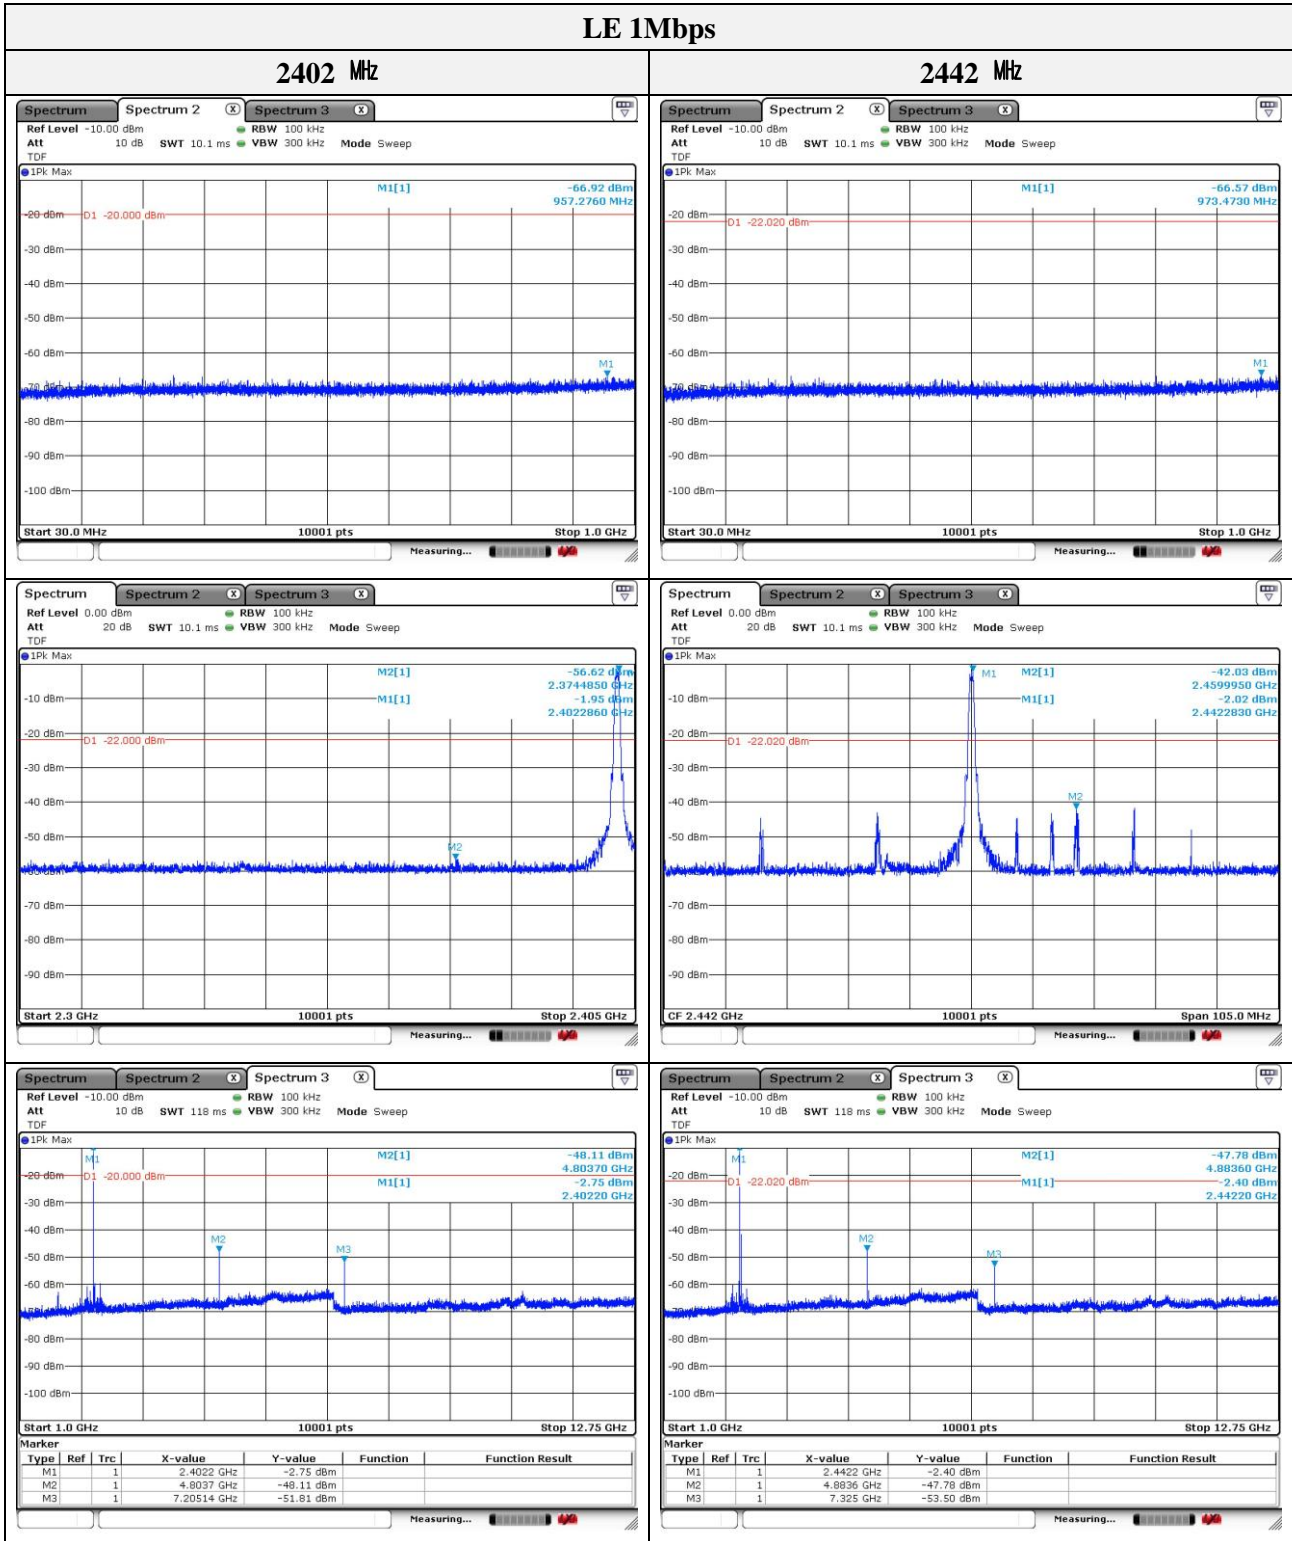 LE 1Mbps
2402 ㎒ 2442 ㎒
Spectrum Spectrum 2 X Spectrum 3 X
Ref Level -10.00 dBm RBW 100 kHz
Att 10 dB SWT 10.1 ms VBW 300 kHz Mode Sweep
TDF
1Pk Max
M1[1] -66.92 dBm
957.2760 MHz
-20 dBm D1 -20.000 dBm
-30 dBm
-40 dBm
-50 dBm
-60 dBm
M1
-70 dBm
-80 dBm
-90 dBm
-100 dBm
Start 30.0 MHz 10001 pts Stop 1.0 GHz
Measuring...
Spectrum Spectrum 2 X Spectrum 3 X
Ref Level -10.00 dBm RBW 100 kHz
Att 10 dB SWT 10.1 ms VBW 300 kHz Mode Sweep
TDF
1Pk Max
M1[1] -66.57 dBm
973.4730 MHz
-20 dBm
D1 -22.020 dBm
-30 dBm
-40 dBm
-50 dBm
-60 dBm
M1
-70 dBm
-80 dBm
-90 dBm
-100 dBm
Start 30.0 MHz 10001 pts Stop 1.0 GHz
Measuring...
Spectrum Spectrum 2 X Spectrum 3 X
Ref Level 0.00 dBm RBW 100 kHz
Att 20 dB SWT 10.1 ms VBW 300 kHz Mode Sweep
TDF
1Pk Max
M2[1] -56.62 dBm
2.3744850 GHz
-10 dBm M1[1] -1.95 dBm
2.4022860 GHz
-20 dBm
D1 -22.000 dBm
-30 dBm
-40 dBm
-50 dBm
M2
-60 dBm
-70 dBm
-80 dBm
-90 dBm
Start 2.3 GHz 10001 pts Stop 2.405 GHz
Measuring...
Spectrum Spectrum 2 X Spectrum 3 X
Ref Level 0.00 dBm RBW 100 kHz
Att 20 dB SWT 10.1 ms VBW 300 kHz Mode Sweep
TDF
1Pk Max
M1 M2[1] -42.03 dBm
2.4599950 GHz
-10 dBm M1[1] -2.02 dBm
2.4422830 GHz
-20 dBm
D1 -22.020 dBm
-30 dBm
-40 dBm M2
-50 dBm
-60 dBm
-70 dBm
-80 dBm
-90 dBm
CF 2.442 GHz 10001 pts Span 105.0 MHz
Measuring...
Spectrum Spectrum 2 X Spectrum 3 X
Ref Level -10.00 dBm RBW 100 kHz
Att 10 dB SWT 118 ms VBW 300 kHz Mode Sweep
TDF
1Pk Max
M1 M2[1] -48.11 dBm
4.80370 GHz
-20 dBm D1 -20.000 dBm M1[1] -2.75 dBm
2.40220 GHz
-30 dBm
-40 dBm
M2 M3
-50 dBm
-60 dBm
-70 dBm
-80 dBm
-90 dBm
-100 dBm
Start 1.0 GHz 10001 pts Stop 12.75 GHz
Marker
Type Ref Trc X-value Y-value Function Function Result
M1 1 2.4022 GHz -2.75 dBm
M2 1 4.8037 GHz -48.11 dBm
M3 1 7.20514 GHz -51.81 dBm
Measuring...
Spectrum Spectrum 2 X Spectrum 3 X
Ref Level -10.00 dBm RBW 100 kHz
Att 10 dB SWT 118 ms VBW 300 kHz Mode Sweep
TDF
1Pk Max
M1 M2[1] -47.78 dBm
4.88360 GHz
-20 dBm
D1 -22.020 dBm M1[1] -2.40 dBm
2.44220 GHz
-30 dBm
-40 dBm
M2
-50 dBm M3
-60 dBm
-70 dBm
-80 dBm
-90 dBm
-100 dBm
Start 1.0 GHz 10001 pts Stop 12.75 GHz
Marker
Type Ref Trc X-value Y-value Function Function Result
M1 1 2.4422 GHz -2.40 dBm
M2 1 4.8836 GHz -47.78 dBm
M3 1 7.325 GHz -53.50 dBm
Measuring...